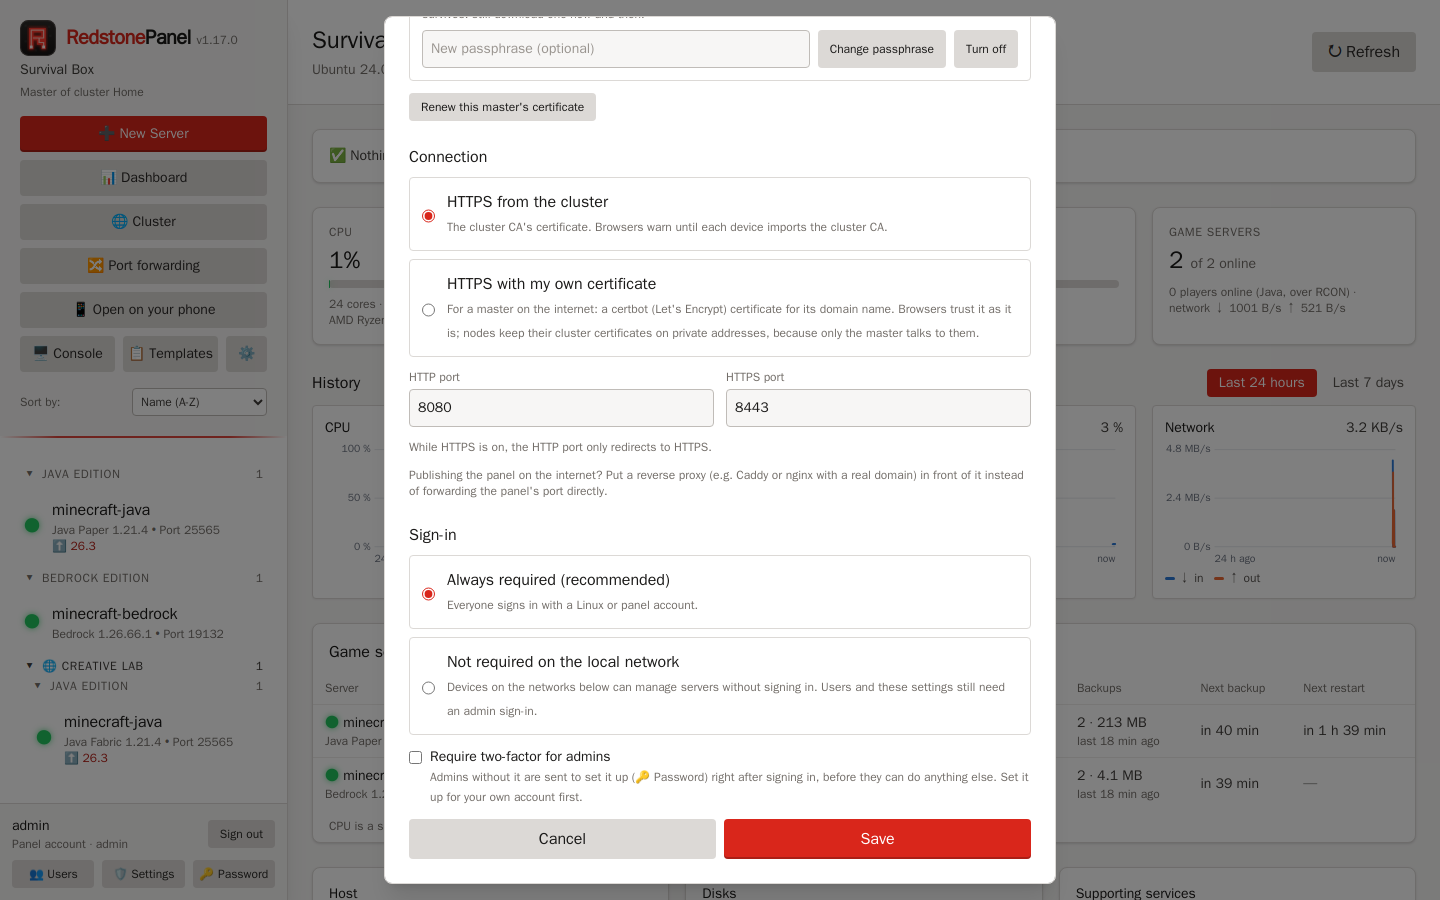 RedstonePanel v1.17.0
Survival Box
Master of cluster Home
➕ New Server
📊 Dashboard
🌐 Cluster
🔀 Port forwarding
📱 Open on your phone
🖥️ Console
📋 Templates
⚙️
Sort by:
Name (A-Z)
JAVA EDITION 1
minecraft-java
Java Paper 1.21.4 • Port 25565
⬆️ 26.3
BEDROCK EDITION 1
minecraft-bedrock
Bedrock 1.26.66.1 • Port 19132
🌐 CREATIVE LAB 1
JAVA EDITION 1
minecraft-java
Java Fabric 1.21.4 • Port 25565
⬆️ 26.3
admin
Panel account · admin
Sign out
👥 Users
🛡️ Settings
🔑 Password
Surviva
Ubuntu 24.
↻ Refresh
✅ Nothin
CPU
1%
24 cores ·
AMD Ryze
GAME SERVERS
2 of 2 online
0 players online (Java, over RCON) ·
network ↓ 1001 B/s ↑ 521 B/s
History
Last 24 hours
Last 7 days
CPU
100 %
50 %
0 %
24
3 %
now
Network 3.2 KB/s
4.8 MB/s
2.4 MB/s
0 B/s
24 h ago
now
↓ in
↑ out
Game s
Server
Backups
Next backup
Next restart
minecr
Java Paper
2 · 213 MB
last 18 min ago
in 40 min
in 1 h 39 min
minecr
Bedrock 1.2
2 · 4.1 MB
last 18 min ago
in 39 min
—
CPU is a s
Host
Disks
Supporting services
New passphrase (optional)
Change passphrase
Turn off
Renew this master's certificate
Connection
HTTPS from the cluster
The cluster CA's certificate. Browsers warn until each device imports the cluster CA.
HTTPS with my own certificate
For a master on the internet: a certbot (Let's Encrypt) certificate for its domain name. Browsers trust it as it
is; nodes keep their cluster certificates on private addresses, because only the master talks to them.
HTTP port
8080
HTTPS port
8443
While HTTPS is on, the HTTP port only redirects to HTTPS.
Publishing the panel on the internet? Put a reverse proxy (e.g. Caddy or nginx with a real domain) in front of it instead
of forwarding the panel's port directly.
Sign-in
Always required (recommended)
Everyone signs in with a Linux or panel account.
Not required on the local network
Devices on the networks below can manage servers without signing in. Users and these settings still need
an admin sign-in.
Require two-factor for admins
Admins without it are sent to set it up (🔑 Password) right after signing in, before they can do anything else. Set it
up for your own account first.
Cancel
Save